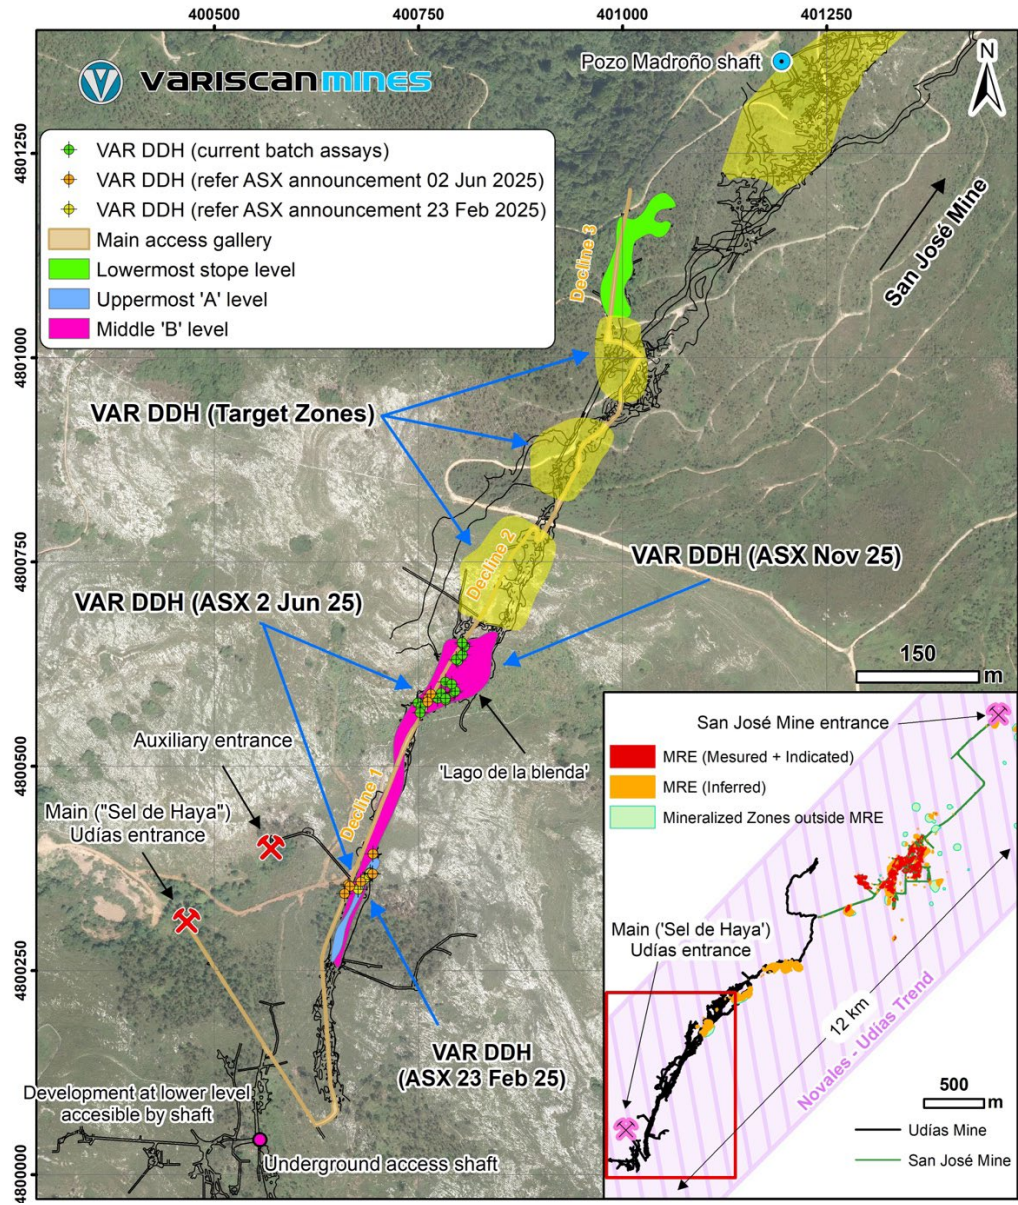 400500
400750
401000
401250
VARISCAN MINES
Pozo Madroño shaft
N
4801250
4801000
4800750
4800500
4800250
4800000
VAR DDH (current batch assays)
VAR DDH (refer ASX announcement 02 Jun 2025)
VAR DDH (refer ASX announcement 23 Feb 2025)
Main access gallery
Lowermost stope level
Uppermost 'A' level
Middle 'B' level
San José Mine
Decline 3
VAR DDH (Target Zones)
Decline 2
VAR DDH (ASX Nov 25)
VAR DDH (ASX 2 Jun 25)
150
m
Auxiliary entrance
'Lago de la blenda'
Decline 1
Main ("Sel de Haya")
Udías entrance
VAR DDH
(ASX 23 Feb 25)
Development at lower level
accesible by shaft
Underground access shaft
San José Mine entrance
MRE (Mesured + Indicated)
MRE (Inferred)
Mineralized Zones outside MRE
Main ('Sel de Haya')
Udías entrance
12 km
Novales - Udías Trend
500
m
Udías Mine
San José Mine